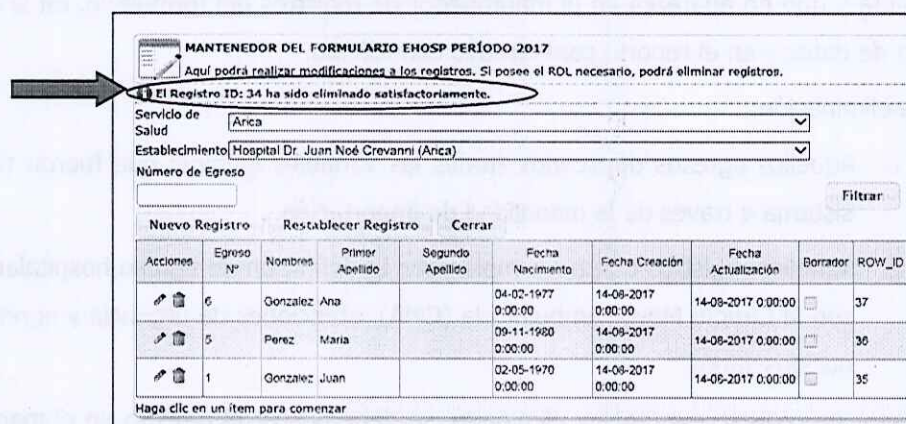 MANTENEDOR DEL FORMULARIO EHOSP PERÍODO 2017
Aquí podrá realizar modificaciones a los registros. Si posee el ROL necesario, podrá eliminar registros.
El Registro ID: 34 ha sido eliminado satisfactoriamente.
Servicio de Salud
Arica
Establecimiento
Hospital Dr. Juan Noé Crevanni (Arica)
Número de Egreso
Filtrar
Nuevo Registro Restablecer Registro Cerrar
Acciones Egreso N° Nombres Primer Apellido Segundo Apellido Fecha Nacimiento Fecha Creación Fecha Actualización Borrador ROW_ID
6 Gonzalez Ana 04-02-1977 0:00:00 14-08-2017 0:00:00 14-08-2017 0:00:00 37
5 Perez Maria 09-11-1980 0:00:00 14-08-2017 0:00:00 14-08-2017 0:00:00 36
1 Gonzalez Juan 02-05-1970 0:00:00 14-08-2017 0:00:00 14-08-2017 0:00:00 35
Haga clic en un ítem para comenzar